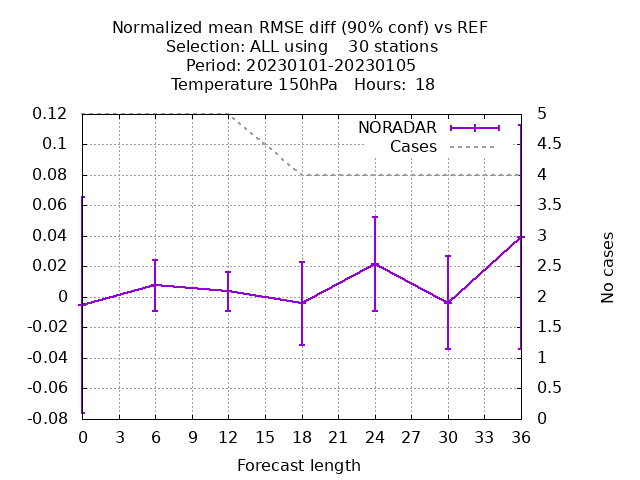 Normalized mean RMSE diff (90% conf) vs REF
Selection: ALL using    30 stations
Period: 20230101-20230105
Temperature 150hPa   Hours:  18
NORADAR
Cases
0.12
0.1
0.08
0.06
0.04
0.02
0
-0.02
-0.04
-0.06
-0.08
5
4.5
4
3.5
3
2.5
2
1.5
1
0.5
0
No cases
0 3 6 9 12 15 18 21 24 27 30 33 36
Forecast length